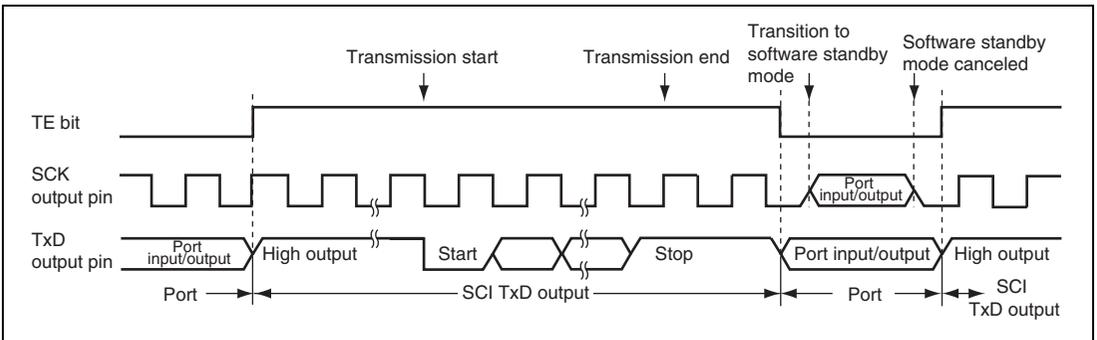 Transmission start
Transmission end
Transition to
software standby
mode
Software standby
mode canceled
TE bit
SCK
output pin
Port
input/output
TxD
output pin
Port
input/output
High output
Start
Stop
Port input/output
High output
Port
SCI TxD output
Port
SCI
TxD output